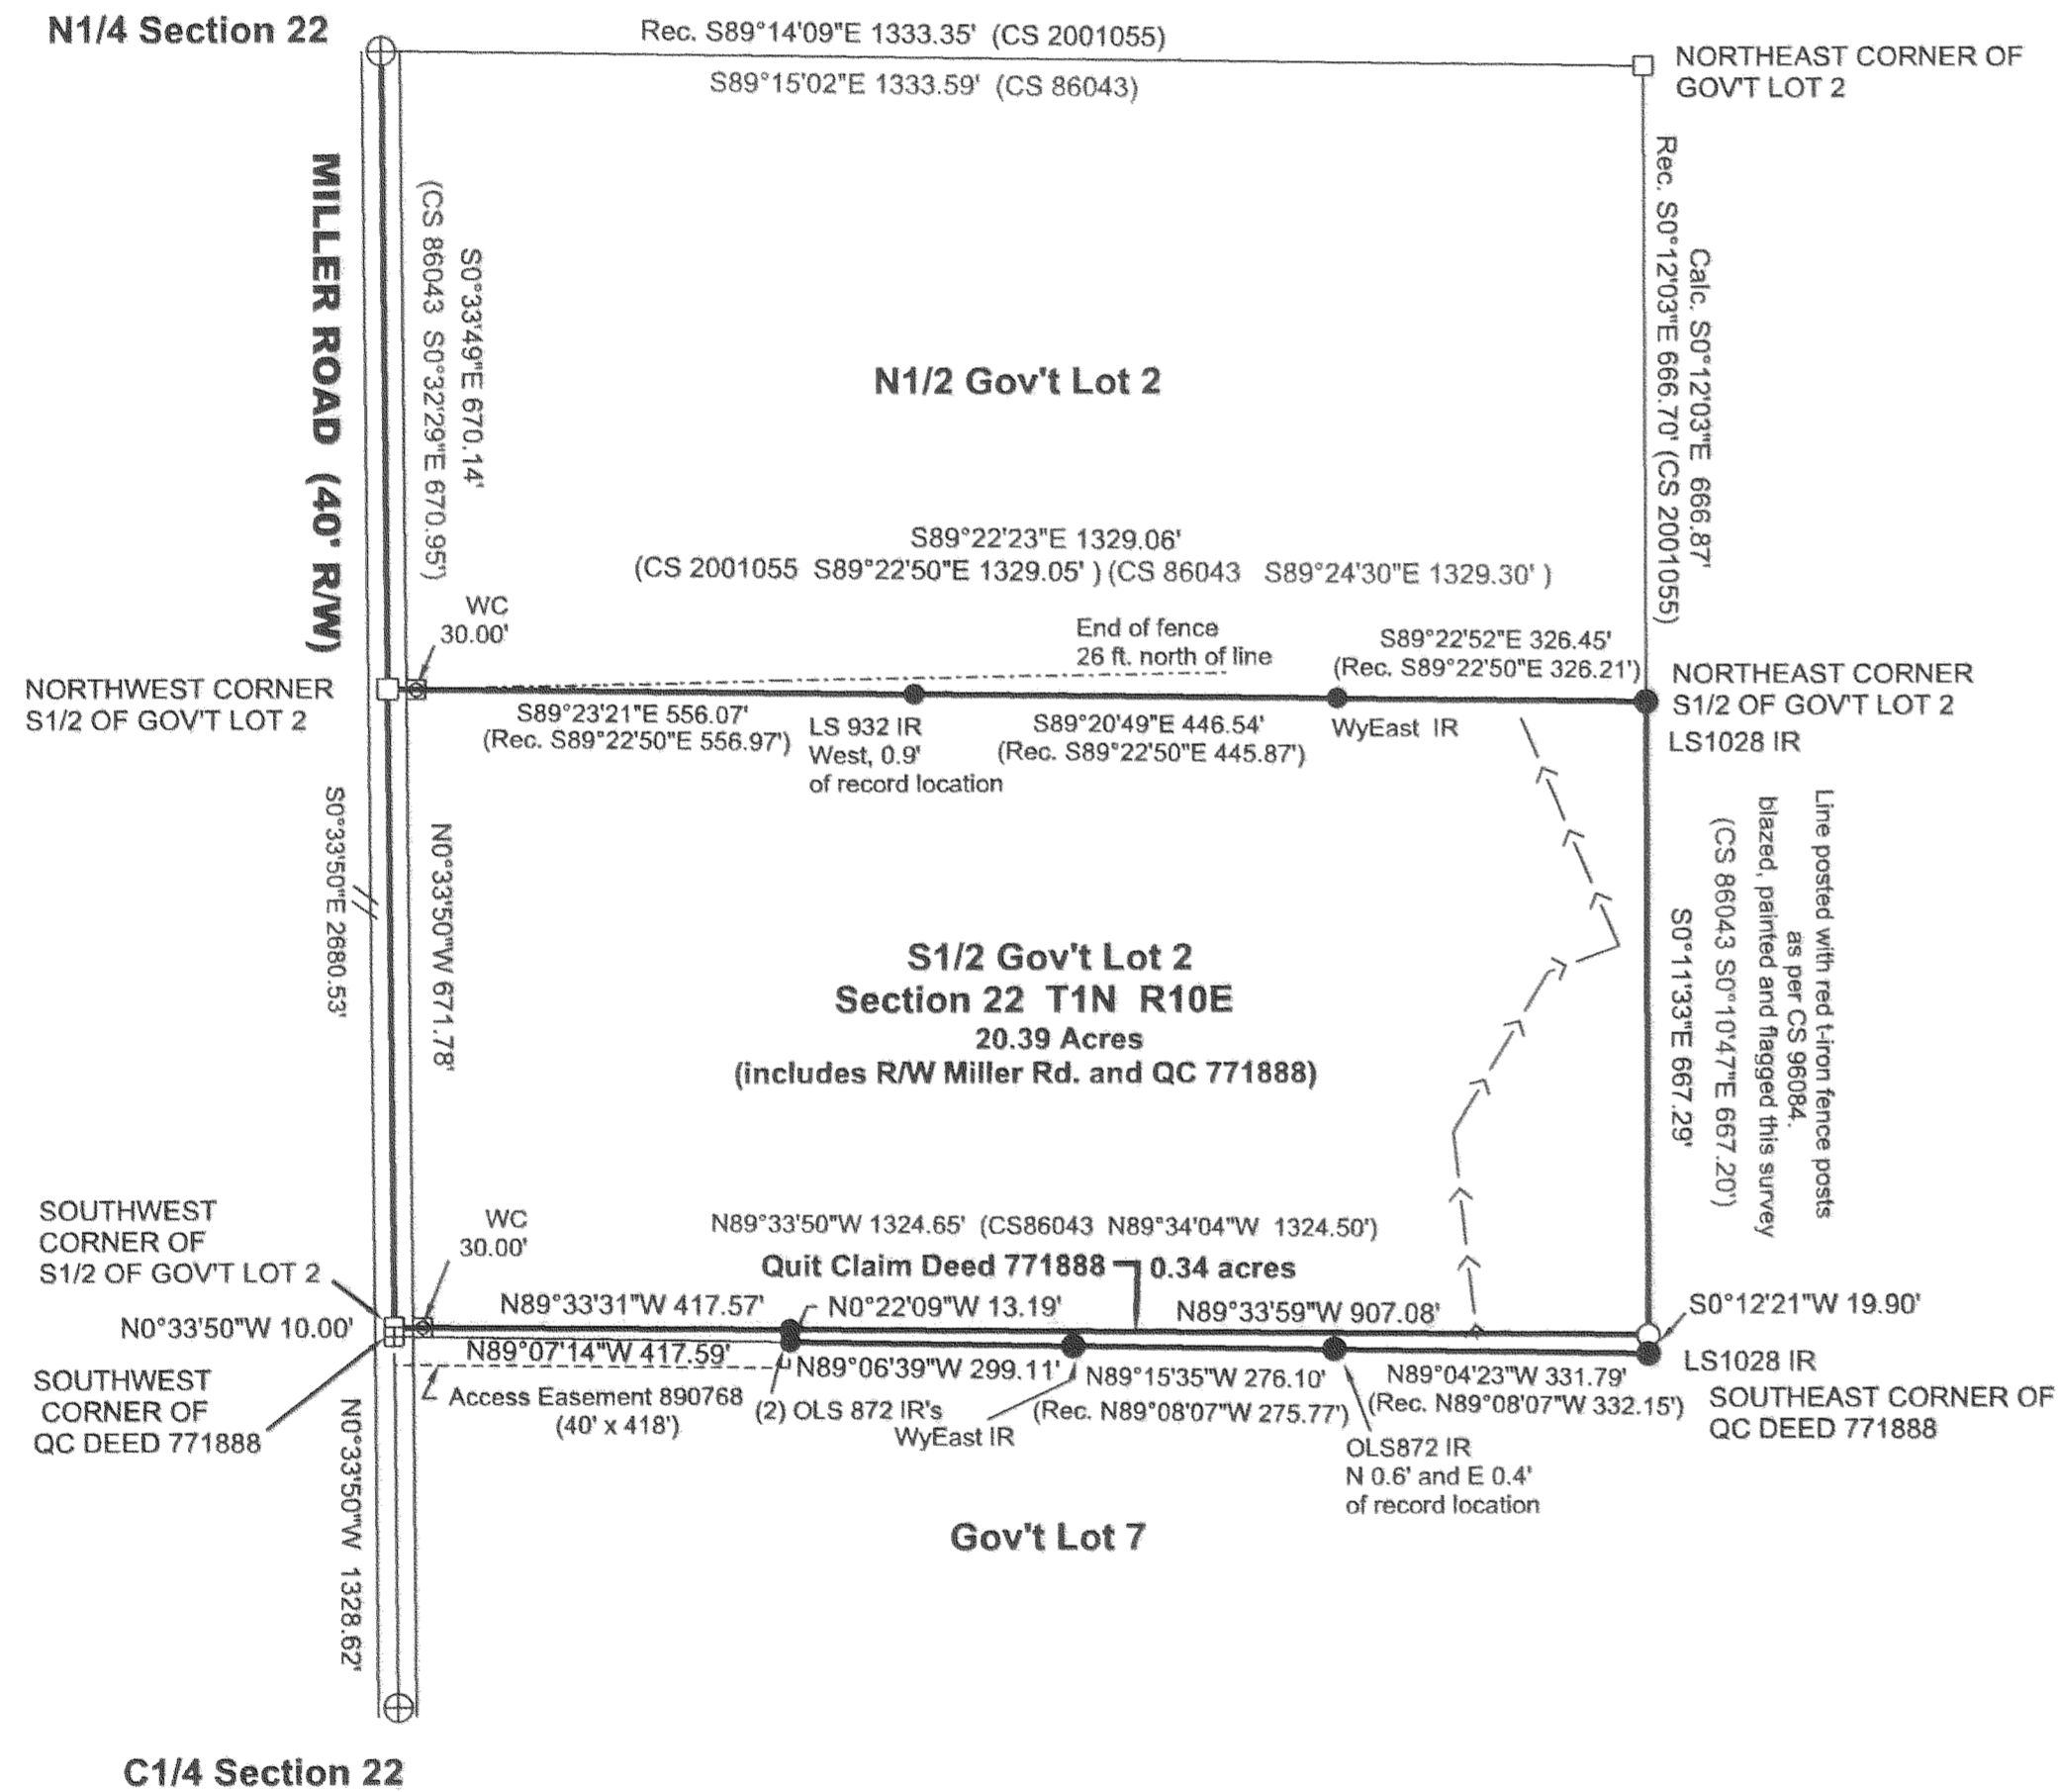 N1/4 Section 22
Rec. S89°14'09"E 1333.35' (CS 2001055)
S89°15'02"E 1333.59' (CS 86043)
NORTHEAST CORNER OF
GOV'T LOT 2
MILLER ROAD (40' R/W)
(CS 86043 S0°32'29"E 670.95')
S0°33'49"E 670.14'
Rec. S0°12'03"E 666.70' (CS 2001055)
Calc. S0°12'03"E 666.87'
N1/2 Gov't Lot 2
S89°22'23"E 1329.06'
(CS 2001055 S89°22'50"E 1329.05' ) (CS 86043 S89°24'30"E 1329.30' )
WC
30.00'
End of fence
26 ft. north of line
S89°22'52"E 326.45'
(Rec. S89°22'50"E 326.21')
NORTHWEST CORNER
S1/2 OF GOV'T LOT 2
NORTHEAST CORNER
S1/2 OF GOV'T LOT 2
LS1028 IR
S89°23'21"E 556.07'
(Rec. S89°22'50"E 556.97')
LS 932 IR
West, 0.9'
of record location
S89°20'49"E 446.54'
(Rec. S89°22'50"E 445.87')
WyEast IR
S0°33'50"E 2680.53'
N0°33'50"W 671.78'
S1/2 Gov't Lot 2
Section 22 T1N R10E
20.39 Acres
(includes R/W Miller Rd. and QC 771888)
Line posted with red t-iron fence posts
as per CS 96084.
blazed, painted and flagged this survey
(CS 86043 S0°10'47"E 667.20')
S0°11'33"E 667.29'
SOUTHWEST
CORNER OF
S1/2 OF GOV'T LOT 2
WC
30.00'
N89°33'50"W 1324.65' (CS86043 N89°34'04"W 1324.50')
Quit Claim Deed 771888
0.34 acres
N89°33'31"W 417.57'
N0°22'09"W 13.19'
N89°33'59"W 907.08'
S0°12'21"W 19.90'
N0°33'50"W 10.00'
N89°07'14"W 417.59'
N89°06'39"W 299.11'
N89°15'35"W 276.10'
(Rec. N89°08'07"W 275.77')
N89°04'23"W 331.79'
(Rec. N89°08'07"W 332.15')
LS1028 IR
SOUTHEAST CORNER OF
QC DEED 771888
SOUTHWEST
CORNER OF
QC DEED 771888
Access Easement 890768
(40' x 418')
(2) OLS 872 IR's
WyEast IR
OLS872 IR
N 0.6' and E 0.4'
of record location
N0°33'50"W 1328.62'
Gov't Lot 7
C1/4 Section 22